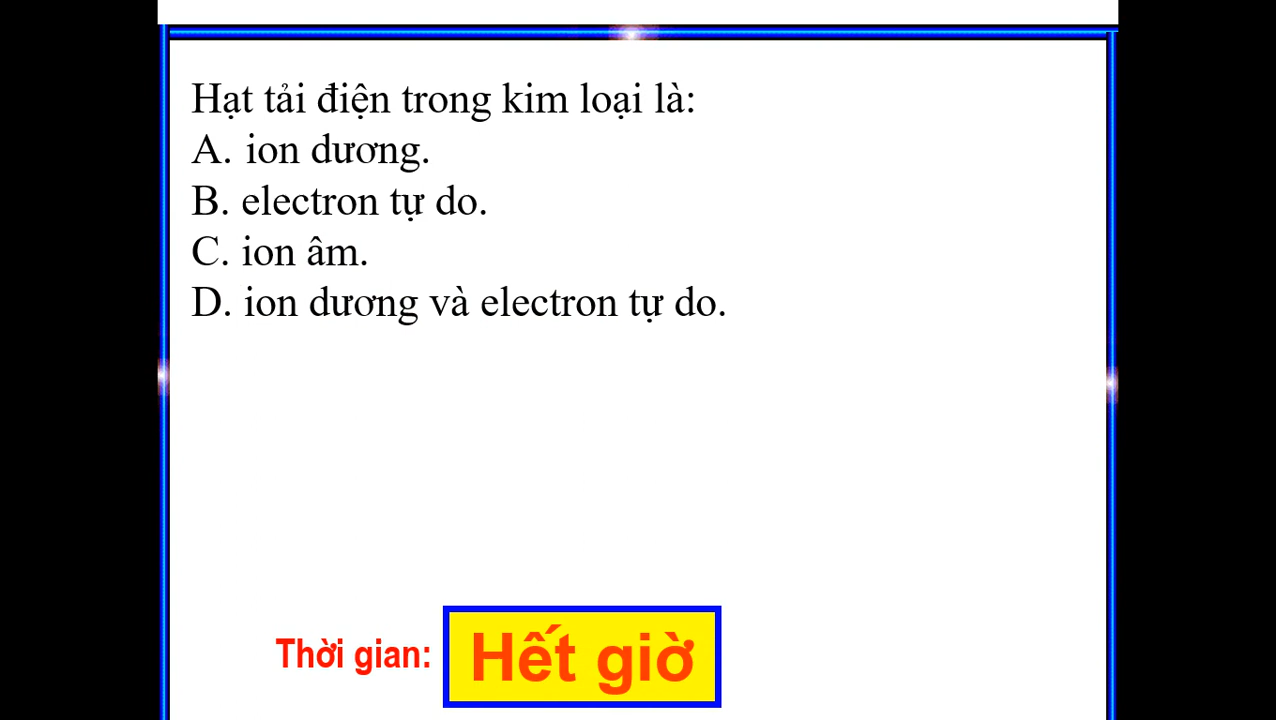 Hạt tải điện trong kim loại là:
A. ion dương.
B. electron tự do.
C. ion âm.
D. ion dương và electron tự do.
Thời gian: Hết giờ